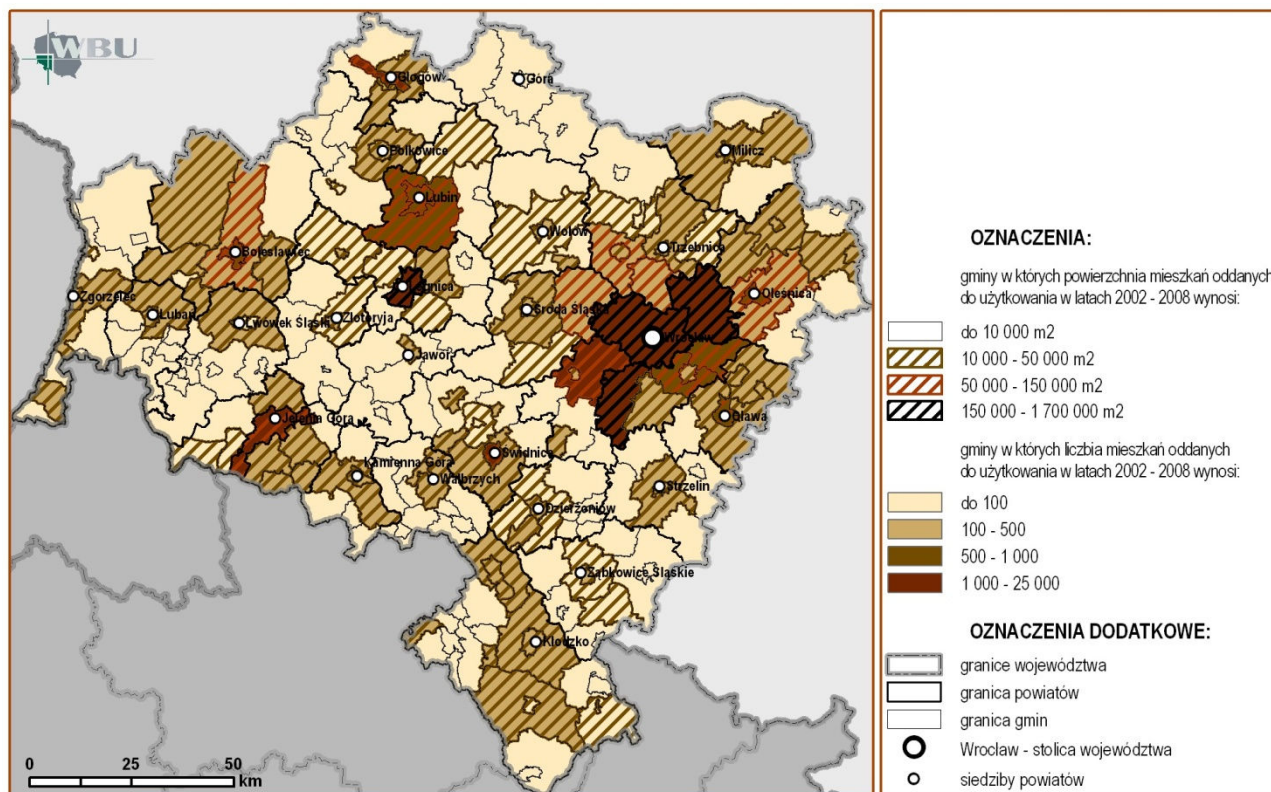 WBU
Głogów
Góra
Polkowice
Milicz
Lubin
Wołów
Trzebnica
Bolesławiec
Legnica
Oleśnica
Zgorzelec
Lubań
Lwówek Śląski
Złotoryja
Środa Śląska
Wrocław
Jawor
Oława
Jelenia Góra
Kamienna Góra
Świdnica
Wałbrzych
Strzelin
Dzierżoniów
Ząbkowice Śląskie
Kłodzko
0 25 50
km
OZNACZENIA:
gminy w których powierzchnia mieszkań oddanych
do użytkowania w latach 2002 - 2008 wynosi:
do 10 000 m2
10 000 - 50 000 m2
50 000 - 150 000 m2
150 000 - 1 700 000 m2
gminy w których liczbia mieszkań oddanych
do użytkowania w latach 2002 - 2008 wynosi:
do 100
100 - 500
500 - 1 000
1 000 - 25 000
OZNACZENIA DODATKOWE:
granice województwa
granica powiatów
granica gmin
Wrocław - stolica województwa
siedziby powiatów